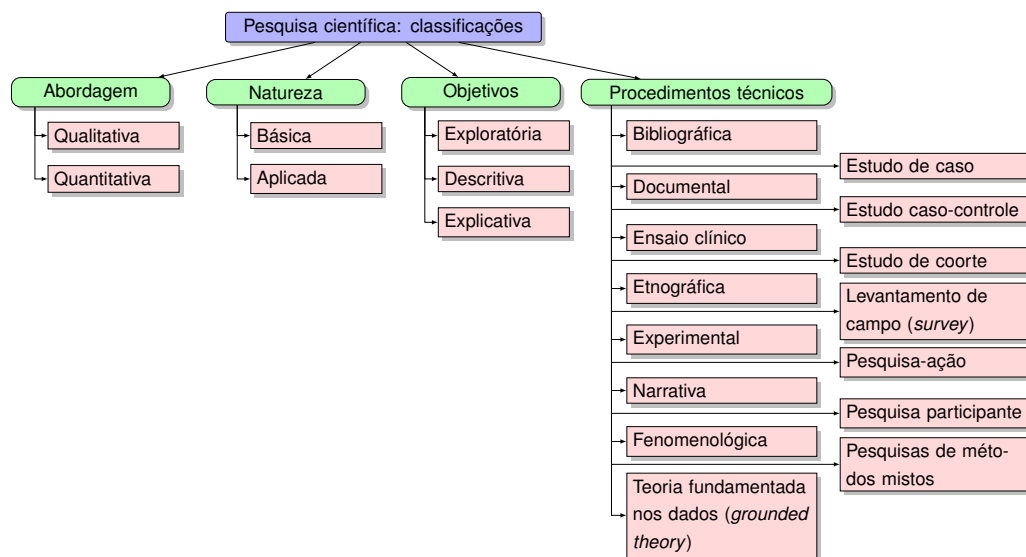 Pesquisa científica: classificações
Abordagem
Qualitativa
Quantitativa
Natureza
Básica
Aplicada
Objetivos
Exploratória
Descritiva
Explicativa
Procedimentos técnicos
Bibliográfica
Estudo de caso
Documental
Estudo caso-controle
Ensaio clínico
Estudo de coorte
Etnográfica
Levantamento de
campo (survey)
Experimental
Pesquisa-ação
Narrativa
Pesquisa participante
Fenomenológica
Pesquisas de méto-
dos mistos
Teoria fundamentada
nos dados (grounded
theory)